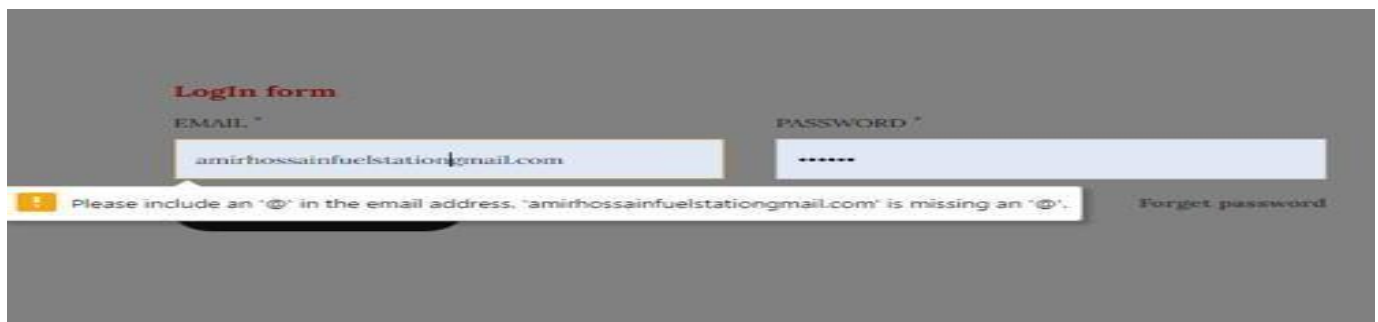 LogIn form
EMAIL *
PASSWORD *
amirhossainfuelstationgmail.com
•••••••
Please include an '@' in the email address. 'amirhossainfuelstationgmail.com' is missing an '@'.
Forget password